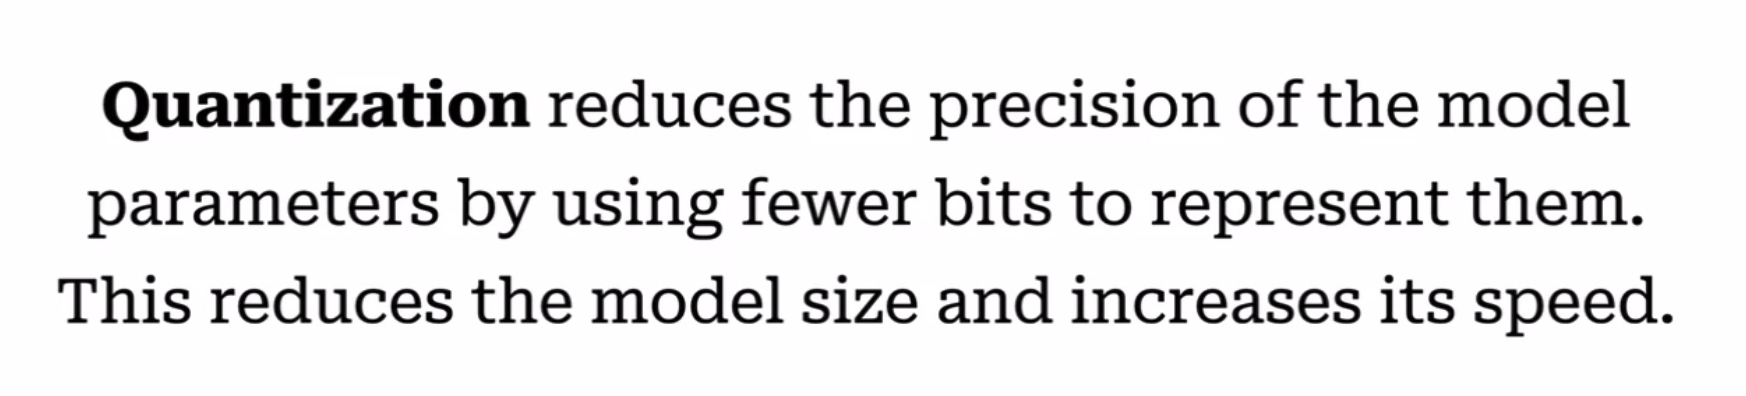 Quantization reduces the precision of the model
parameters by using fewer bits to represent them.
This reduces the model size and increases its speed.